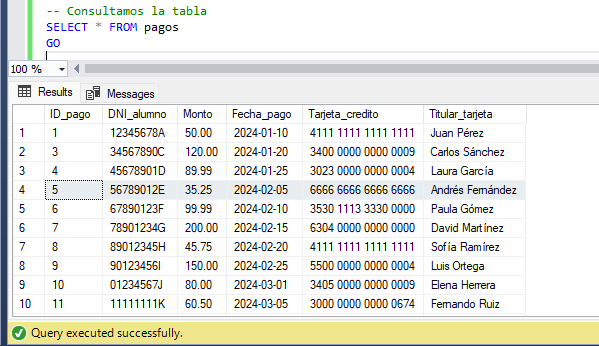 -- Consultamos la tabla
SELECT * FROM pagos
GO
100 %
Results Messages
ID_pago DNI_alumno Monto Fecha_pago Tarjeta_credito Titular_tarjeta
1 1 12345678A 50.00 2024-01-10 4111 1111 1111 1111 Juan Pérez
2 3 34567890C 120.00 2024-01-20 3400 0000 0000 0009 Carlos Sánchez
3 4 45678901D 89.99 2024-01-25 3023 0000 0000 0004 Laura García
4 5 56789012E 35.25 2024-02-05 6666 6666 6666 6666 Andrés Fernández
5 6 67890123F 99.99 2024-02-10 3530 1113 3330 0000 Paula Gómez
6 7 78901234G 200.00 2024-02-15 6304 0000 0000 0000 David Martínez
7 8 89012345H 45.75 2024-02-20 4111 1111 1111 1111 Sofía Ramírez
8 9 90123456I 150.00 2024-02-25 5500 0000 0000 0004 Luis Ortega
9 10 01234567J 80.00 2024-03-01 3405 0000 0000 0009 Elena Herrera
10 11 11111111K 60.50 2024-03-05 3000 0000 0000 0674 Fernando Ruiz
Query executed successfully.